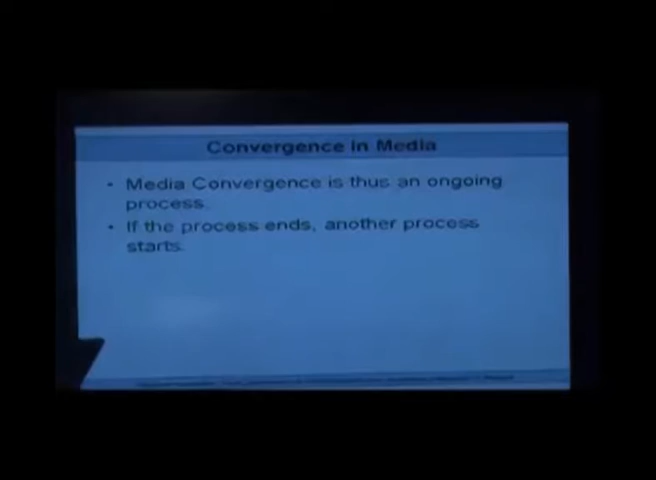 Convergence in Media
• Media Convergence is thus an ongoing
process.
• If the process ends, another process
starts.